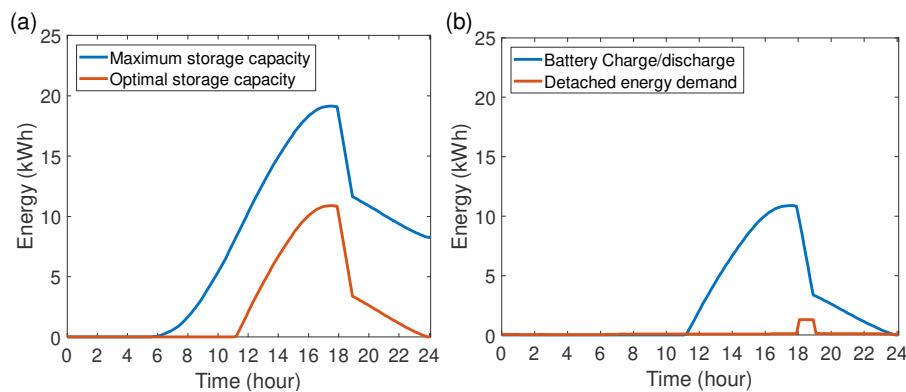 (a)
Maximum storage capacity
Optimal storage capacity
Energy (kWh)
25
20
15
10
5
0
0 2 4 6 8 10 12 14 16 18 20 22 24
Time (hour)
(b)
Battery Charge/discharge
Detached energy demand
Energy (kWh)
25
20
15
10
5
0
0 2 4 6 8 10 12 14 16 18 20 22 24
Time (hour)